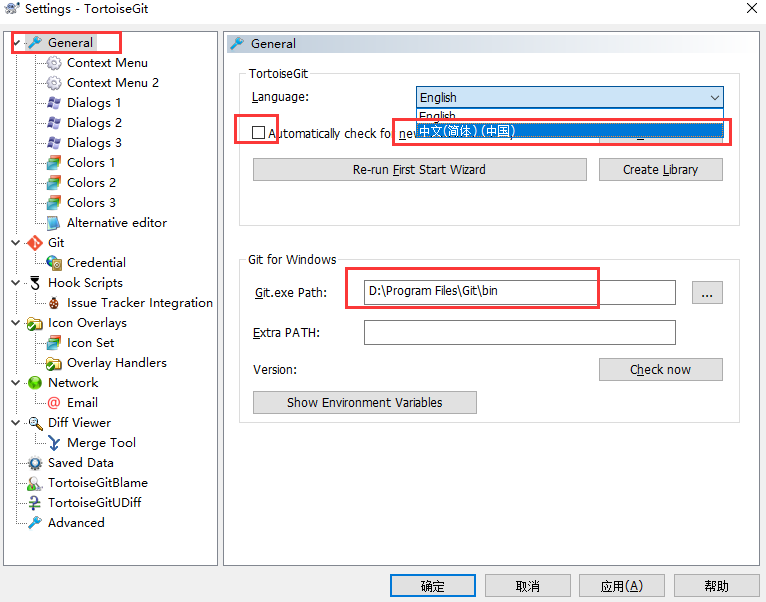 Settings - TortoiseGit
General
Context Menu
Context Menu 2
Dialogs 1
Dialogs 2
Dialogs 3
Colors 1
Colors 2
Colors 3
Alternative editor
Git
Credential
Hook Scripts
Issue Tracker Integration
Icon Overlays
Icon Set
Overlay Handlers
Network
Email
Diff Viewer
Merge Tool
Saved Data
TortoiseGitBlame
TortoiseGitUDiff
Advanced
General
TortoiseGit
Language:
English
English
中文(简体) (中国)
Automatically check for
Re-run First Start Wizard
Create Library
Git for Windows
Git.exe Path:
D:\Program Files\Git\bin
...
Extra PATH:
Version:
Check now
Show Environment Variables
确定
取消
应用(A)
帮助